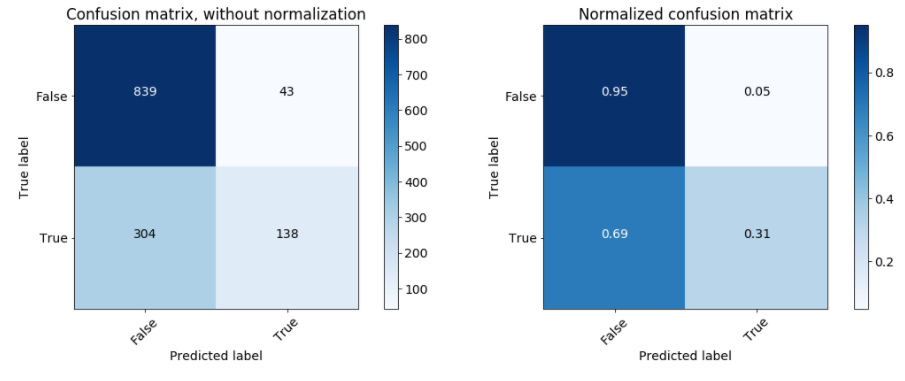 Confusion matrix, without normalization
839 43
304 138
False
True
True label
False
True
Predicted label
800
700
600
500
400
300
200
100
Normalized confusion matrix
0.95 0.05
0.69 0.31
False
True
True label
False
True
Predicted label
0.8
0.6
0.4
0.2